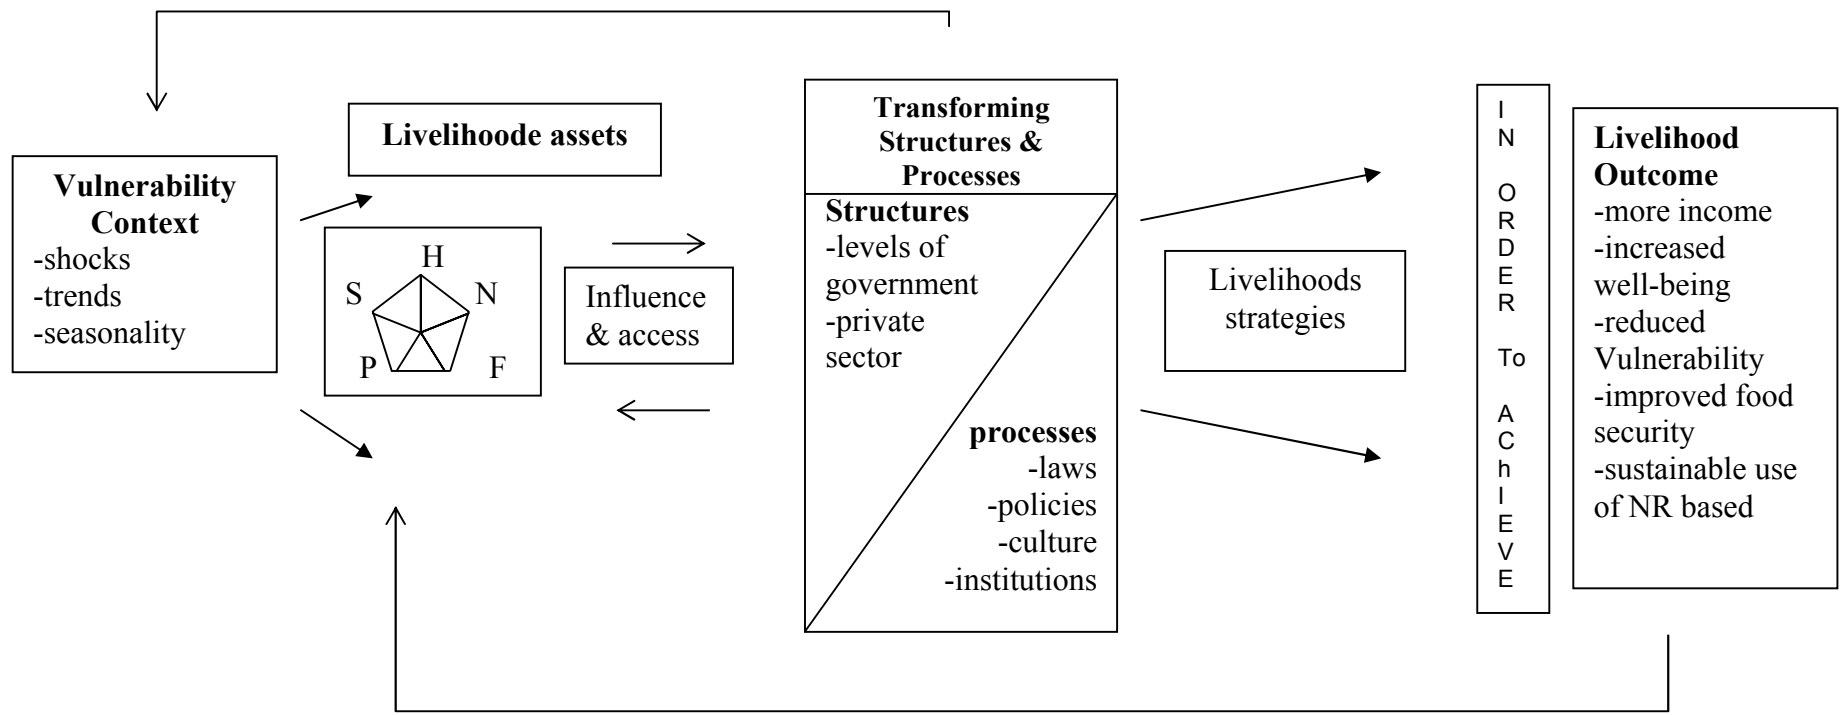 Vulnerability
Context
-shocks
-trends
-seasonality
Livelihoode assets
H
S
N
P
F
Influence
& access
Transforming
Structures &
Processes
Structures
-levels of
government
-private
sector
processes
-laws
-policies
-culture
-institutions
Livelihoods
strategies
I
N
O
R
D
E
R
To
A
C
h
I
E
V
E
Livelihood
Outcome
-more income
-increased
well-being
-reduced
Vulnerability
-improved food
security
-sustainable use
of NR based